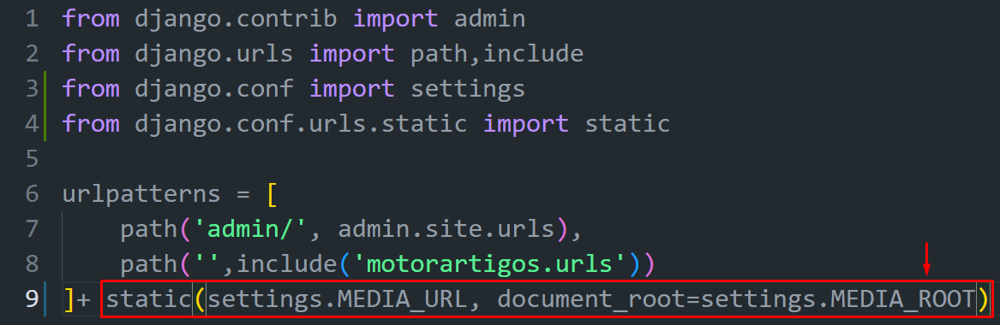 1 from django.contrib import admin
2 from django.urls import path,include
3 from django.conf import settings
4 from django.conf.urls.static import static
5
6 urlpatterns = [
7     path('admin/', admin.site.urls),
8     path('',include('motorartigos.urls'))
9 ]+ static(settings.MEDIA_URL, document_root=settings.MEDIA_ROOT)